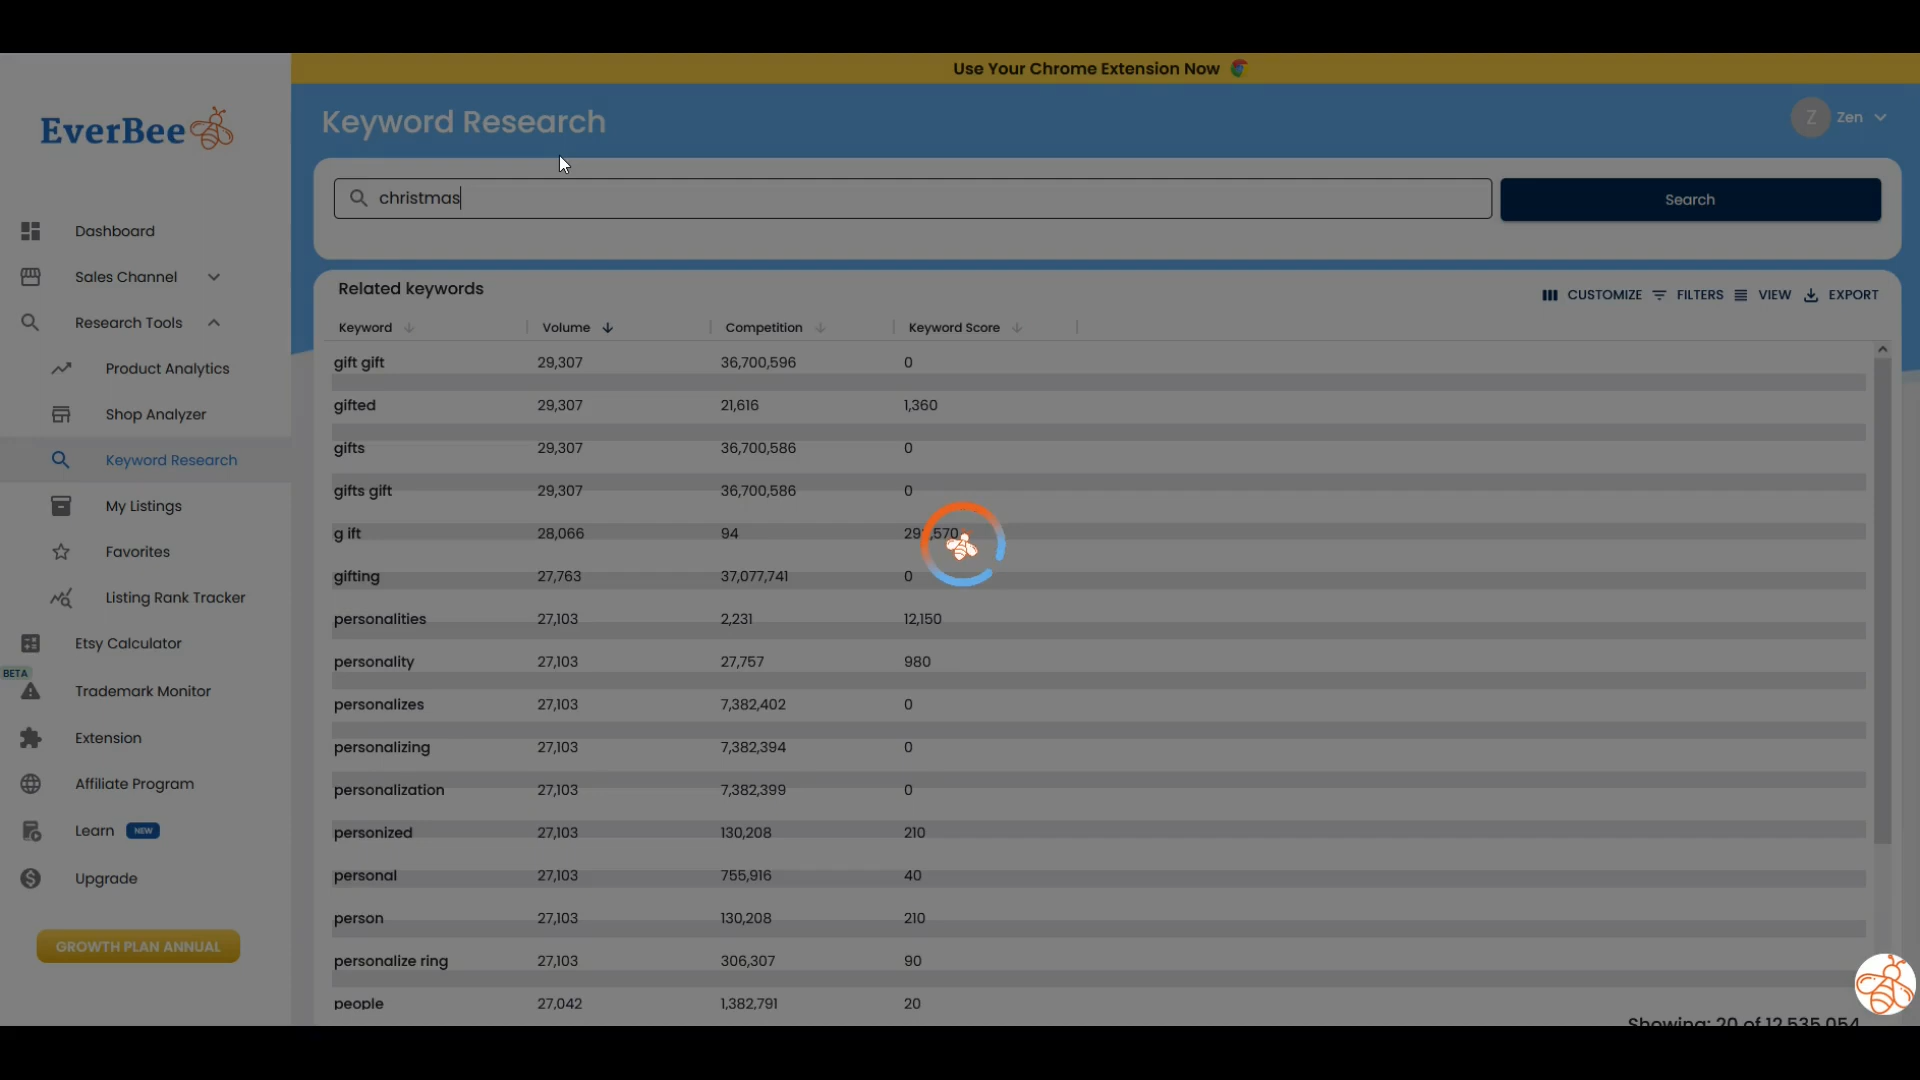 Use Your Chrome Extension Now
EverBee
Keyword Research
Z Zen
christmas
Search
Dashboard
Sales Channel
Research Tools
Product Analytics
Shop Analyzer
Keyword Research
My Listings
Favorites
Listing Rank Tracker
Etsy Calculator
BETA
Trademark Monitor
Extension
Affiliate Program
Learn NEW
Upgrade
GROWTH PLAN ANNUAL
Related keywords
CUSTOMIZE FILTERS VIEW EXPORT
Keyword Volume Competition Keyword Score
gift gift 29,307 36,700,596 0
gifted 29,307 21,616 1,360
gifts 29,307 36,700,586 0
gifts gift 29,307 36,700,586 0
g ift 28,066 94
gifting 27,763 37,077,741 0
personalities 27,103 2,231 12,150
personality 27,103 27,757 980
personalizes 27,103 7,382,402 0
personalizing 27,103 7,382,394 0
personalization 27,103 7,382,399 0
personized 27,103 130,208 210
personal 27,103 755,916 40
person 27,103 130,208 210
personalize ring 27,103 306,307 90
people 27,042 1,382,791 20
Showing: 20 of 12,535,054